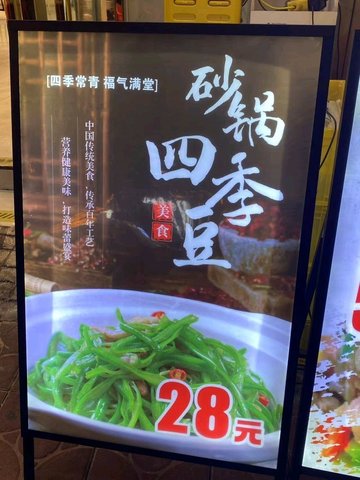 [四季常青 福气满堂]
砂锅
四季豆
美食
中国传统美食，传承百年工艺
营养健康美味，打造味蕾盛宴
28元